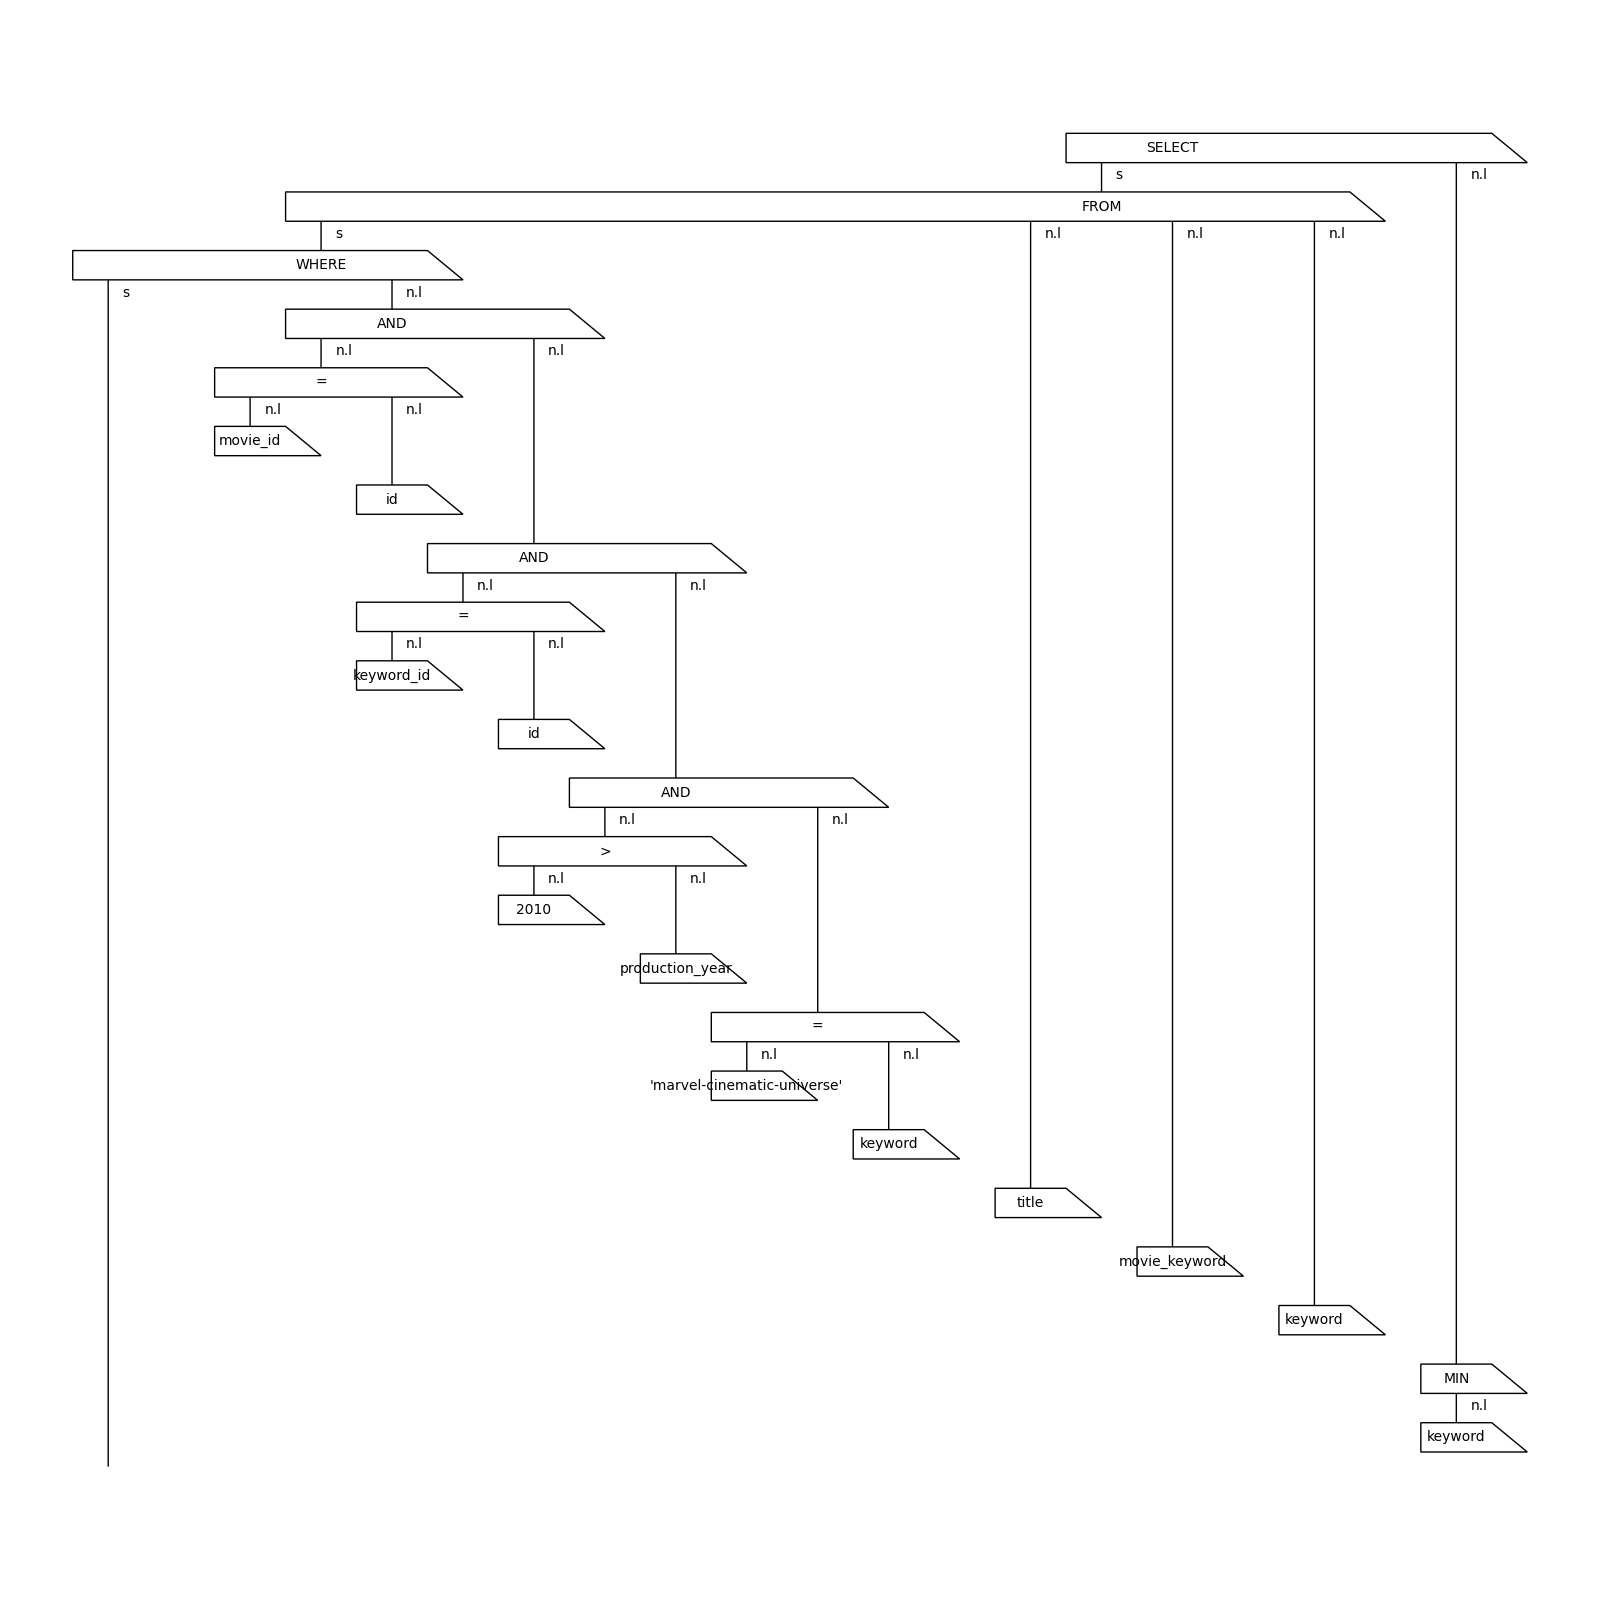 SELECT
s n.l
FROM
s n.l n.l n.l
WHERE
s n.l
AND
n.l n.l
=
n.l n.l
movie_id
id
AND
n.l n.l
=
n.l n.l
keyword_id
id
AND
n.l n.l
>
n.l n.l
2010
production_year
=
n.l n.l
'marvel-cinematic-universe'
keyword
title
movie_keyword
keyword
MIN
n.l
keyword